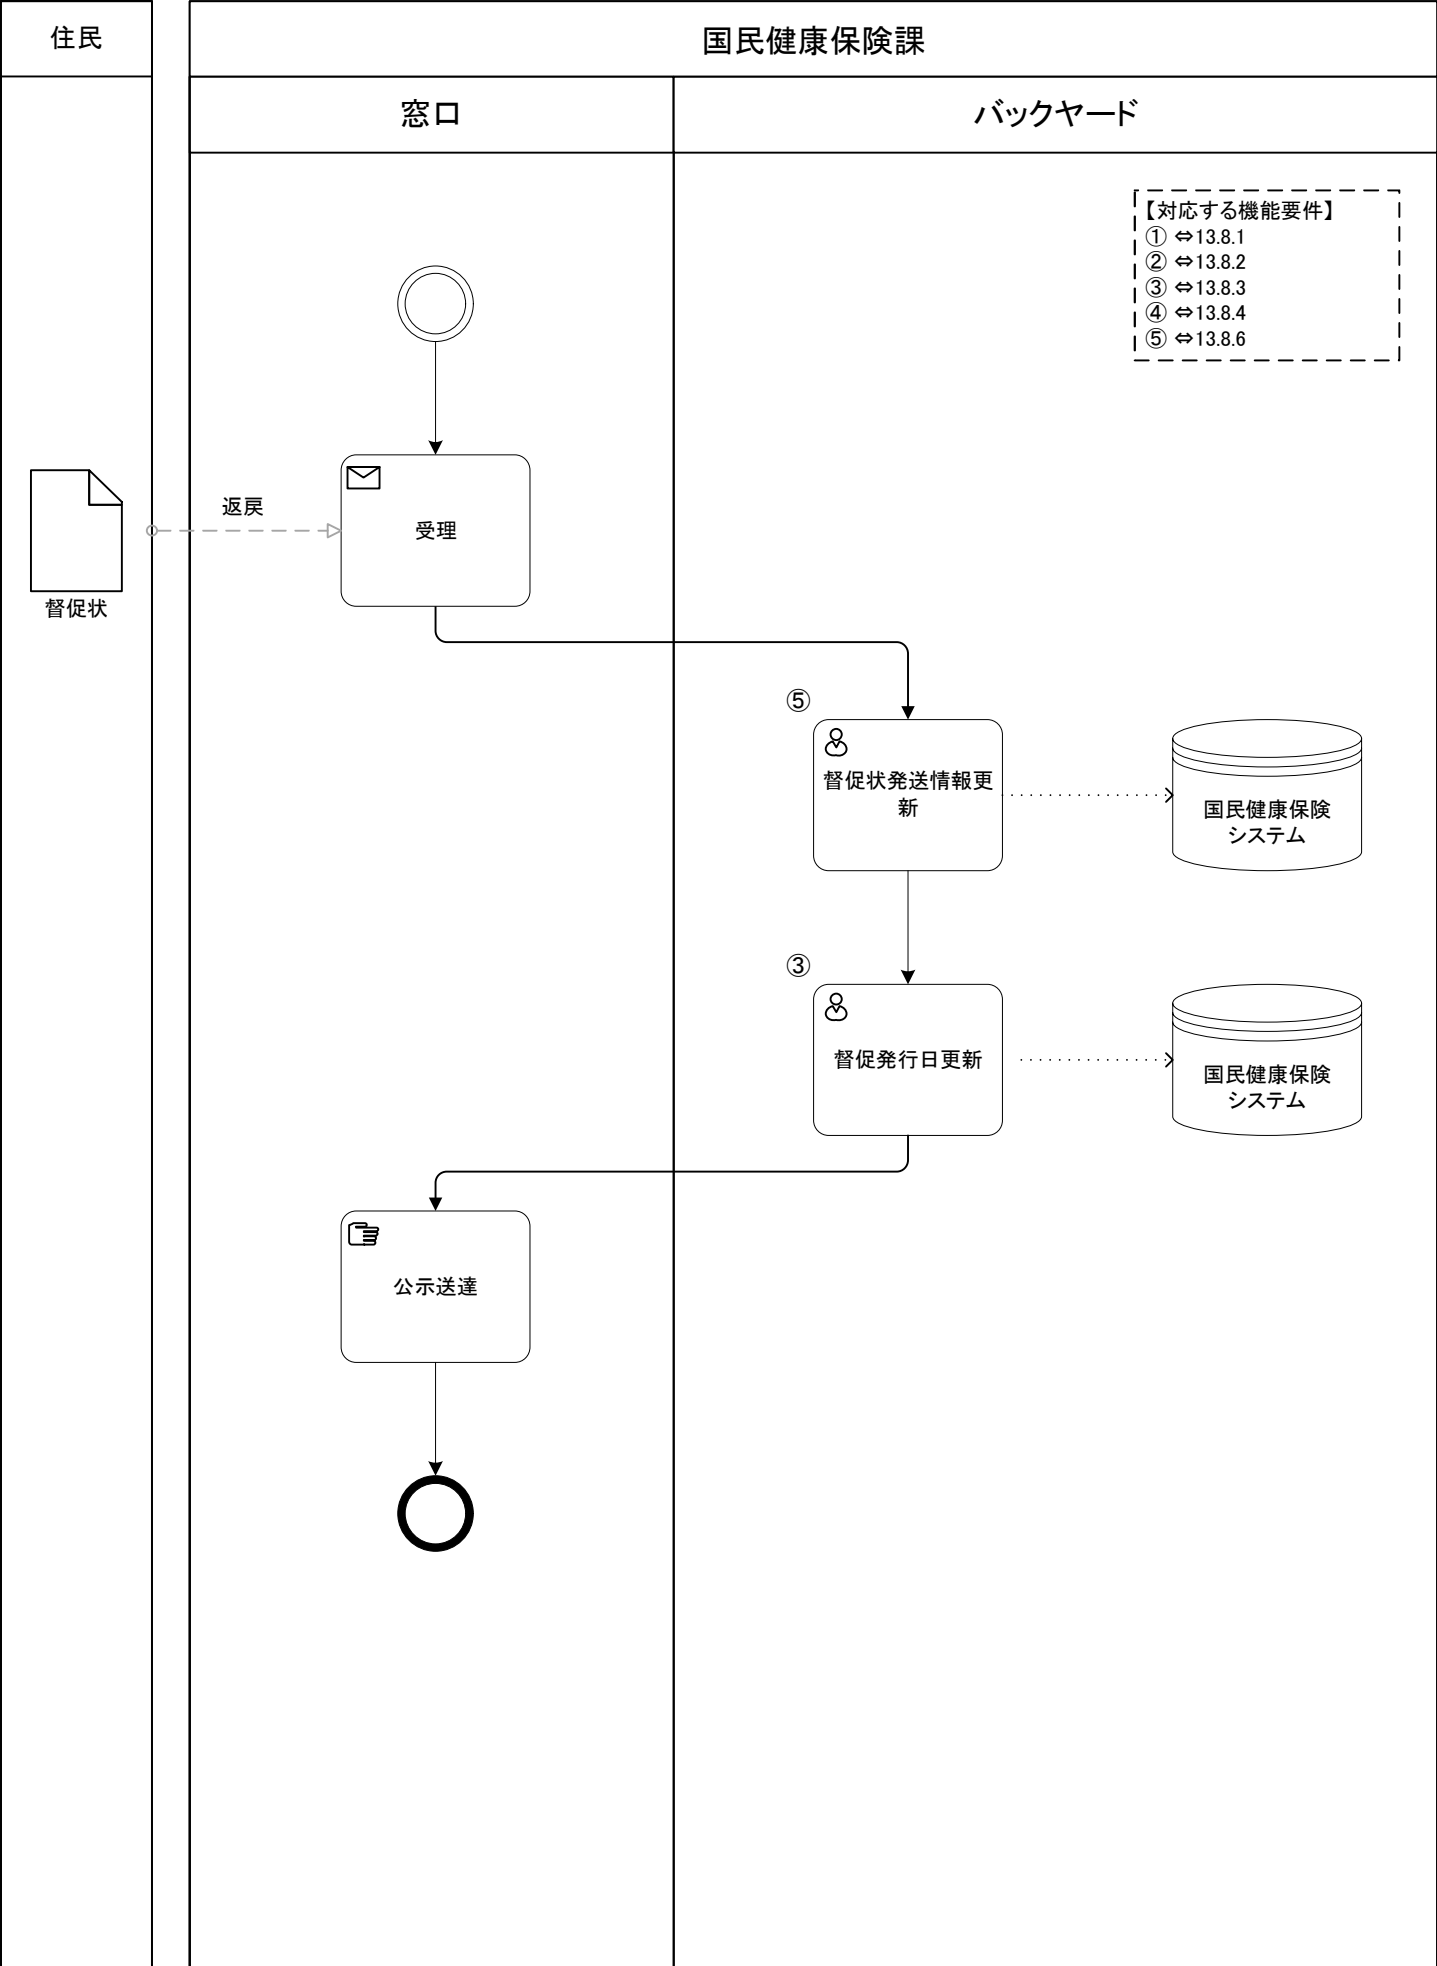 住民
国民健康保険課
窓口
バックヤード
【対応する機能要件】
① ⇔13.8.1
② ⇔13.8.2
③ ⇔13.8.3
④ ⇔13.8.4
⑤ ⇔13.8.6
返戻
受理
督促状
⑤
督促状発送情報更
新
国民健康保険
システム
③
督促発行日更新
国民健康保険
システム
公示送達